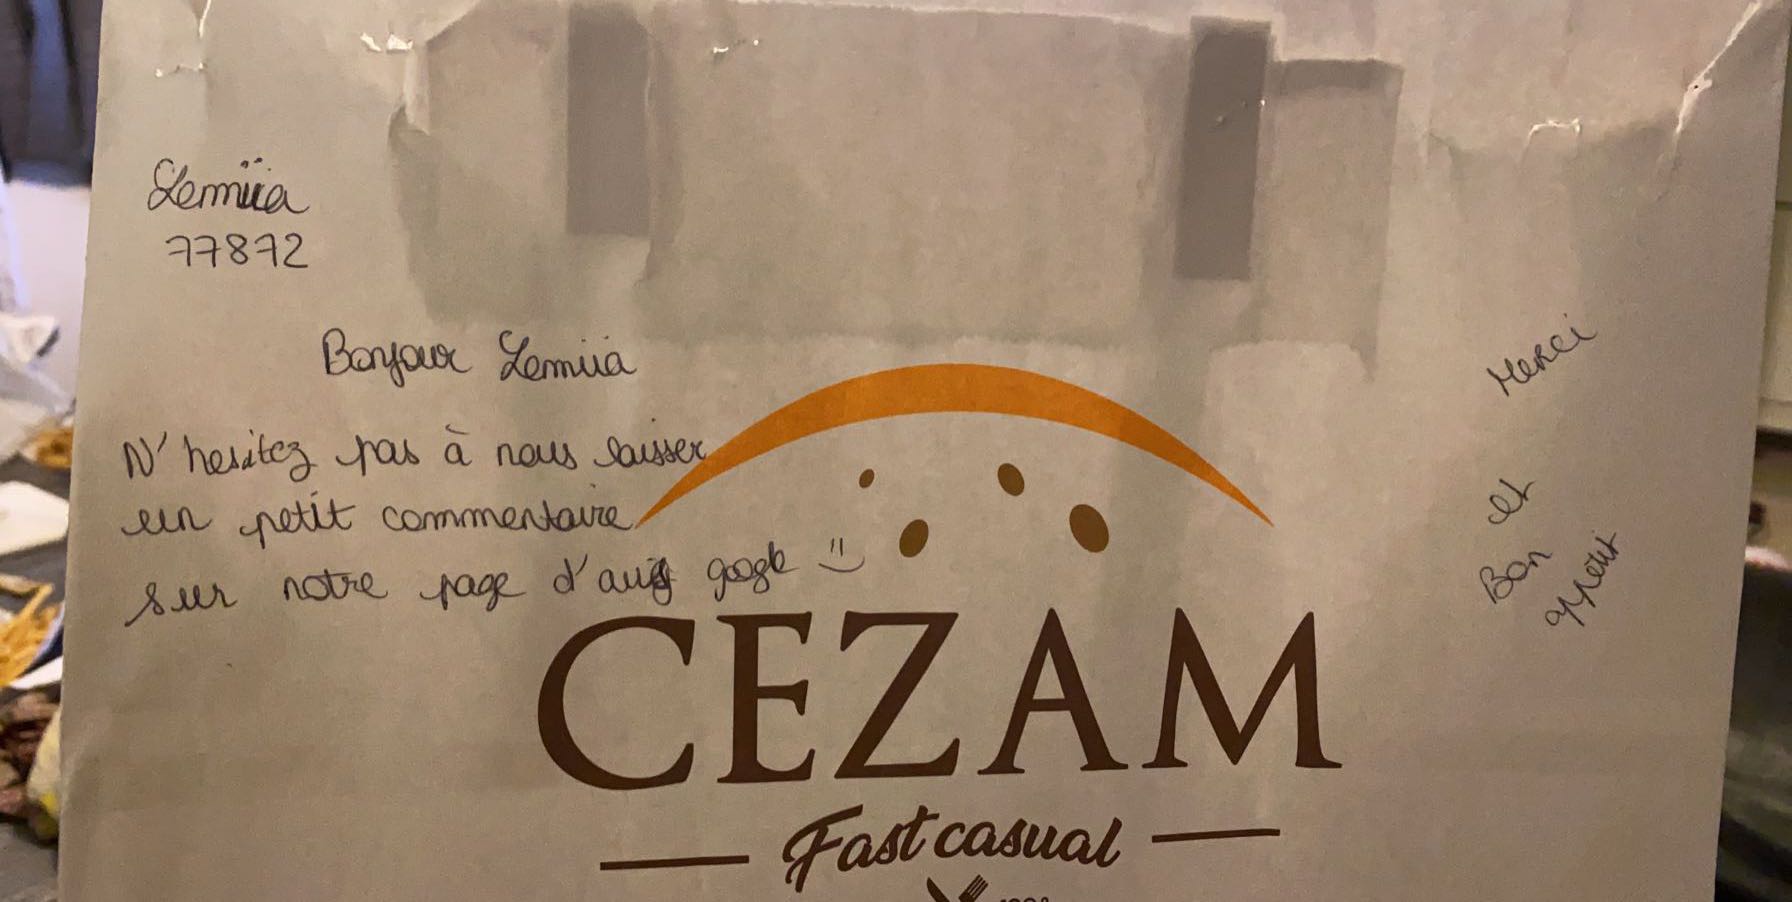 Lemiia
77872
Bonjour Lemiia
N'hesitez pas à nous laisser
un petit commentaire
sur notre page d'avis google
Merci
et
Bon
appétit
CEZAM
Fast casual